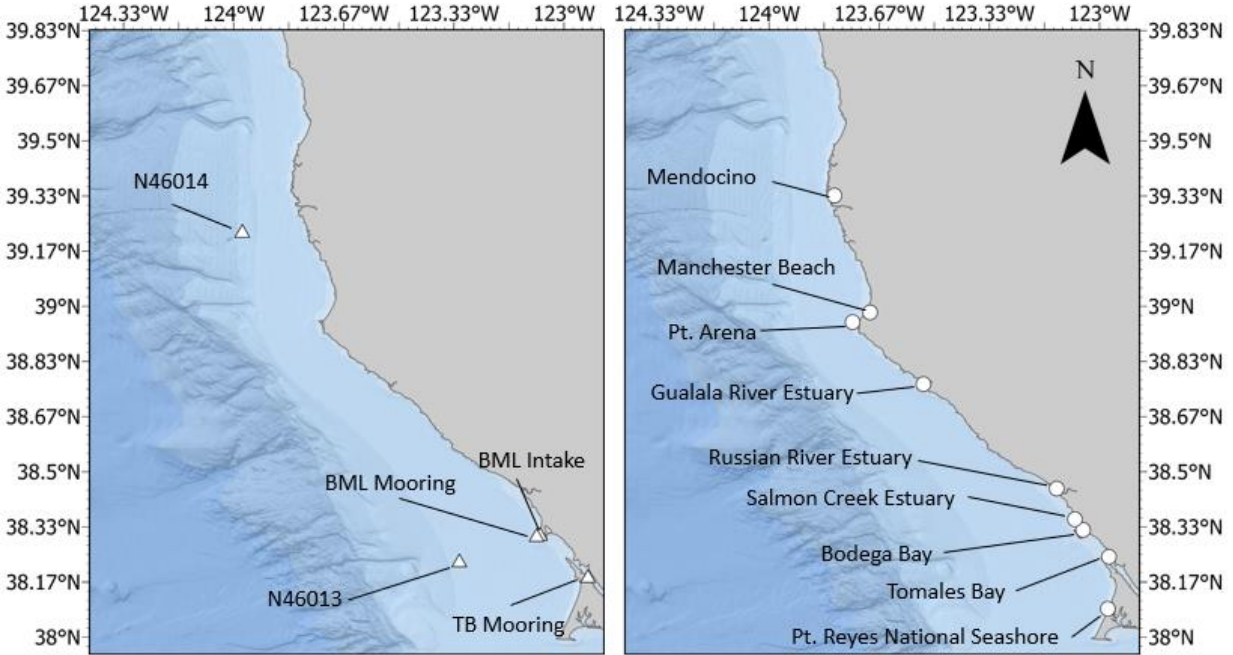 124.33°W 124°W 123.67°W 123.33°W 123°W
124.33°W 124°W 123.67°W 123.33°W 123°W
39.83°N
39.67°N
39.5°N
39.33°N
39.17°N
39°N
38.83°N
38.67°N
38.5°N
38.33°N
38.17°N
38°N
N46014
BML Intake
BML Mooring
N46013
TB Mooring
N
Mendocino
Manchester Beach
Pt. Arena
Gualala River Estuary
Russian River Estuary
Salmon Creek Estuary
Bodega Bay
Tomales Bay
Pt. Reyes National Seashore
39.83°N
39.67°N
39.5°N
39.33°N
39.17°N
39°N
38.83°N
38.67°N
38.5°N
38.33°N
38.17°N
38°N